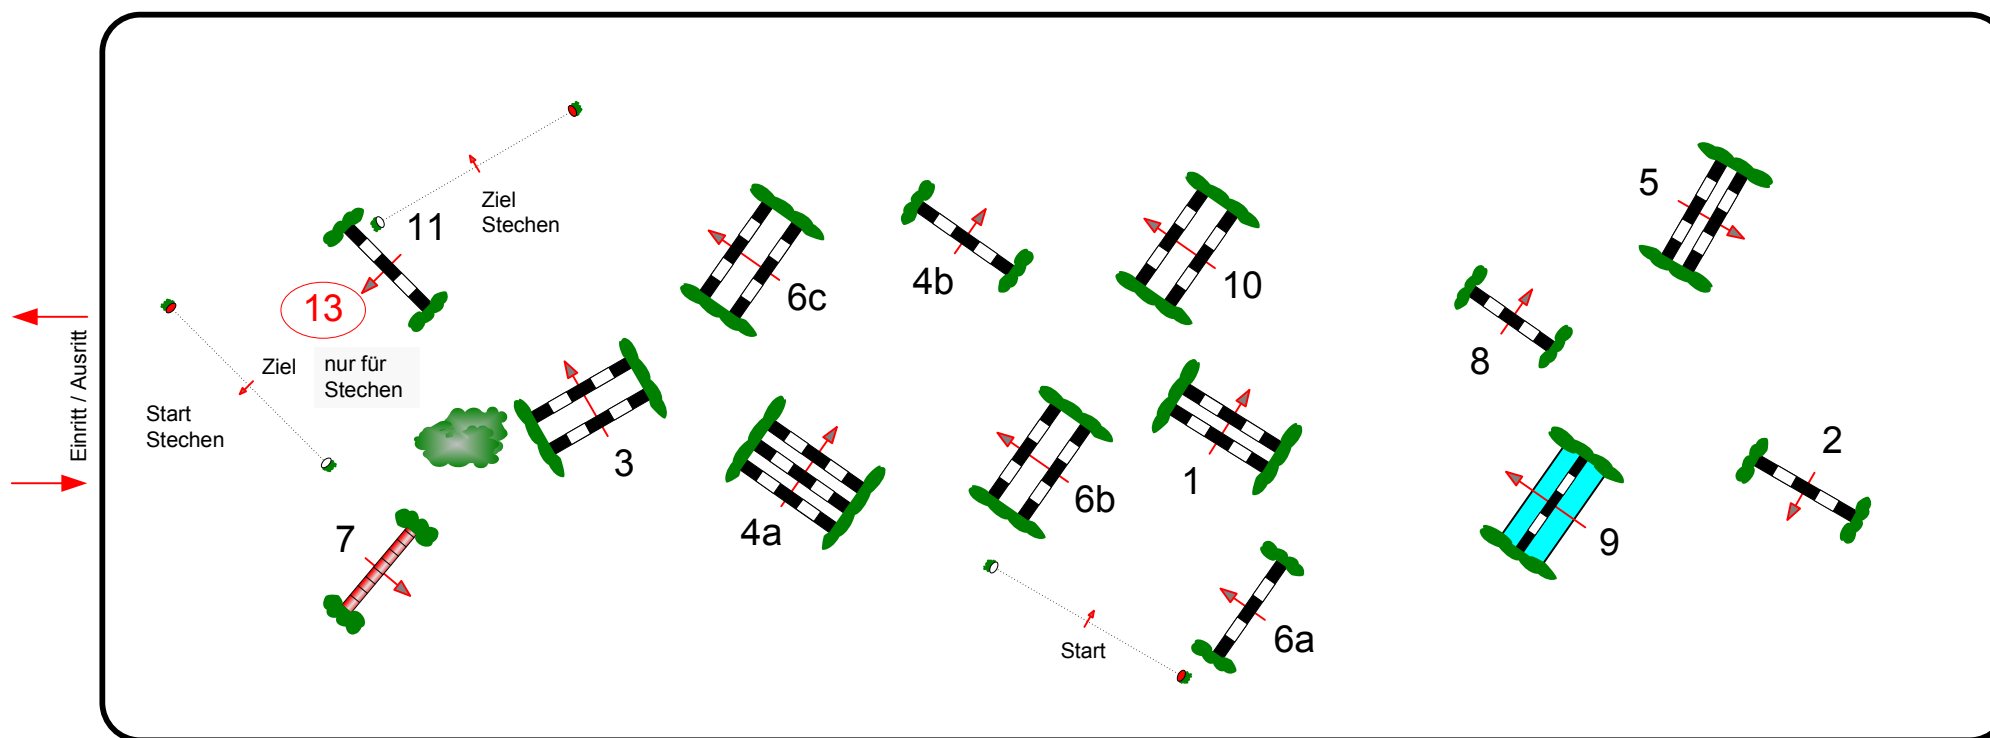 5
11
Ziel
Stechen
4b
10
6c
13
8
Einritt / Ausritt
Ziel
nur für
Stechen
Start
Stechen
3
1
2
6b
4a
7
9
Start
6a